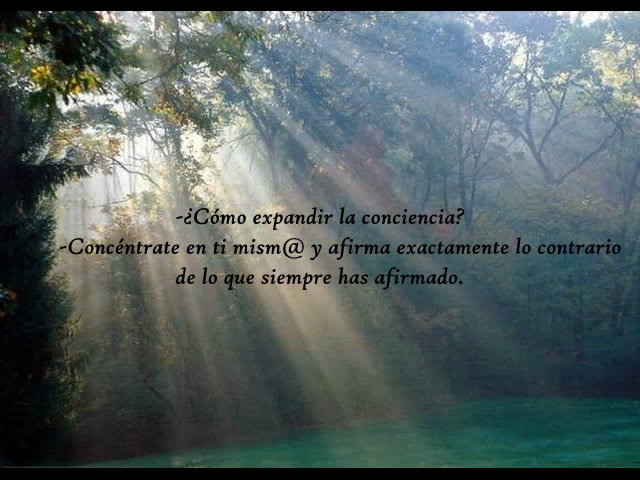 -¿Cómo expandir la conciencia?
-Concéntrate en ti mism@ y afirma exactamente lo contrario
de lo que siempre has afirmado.